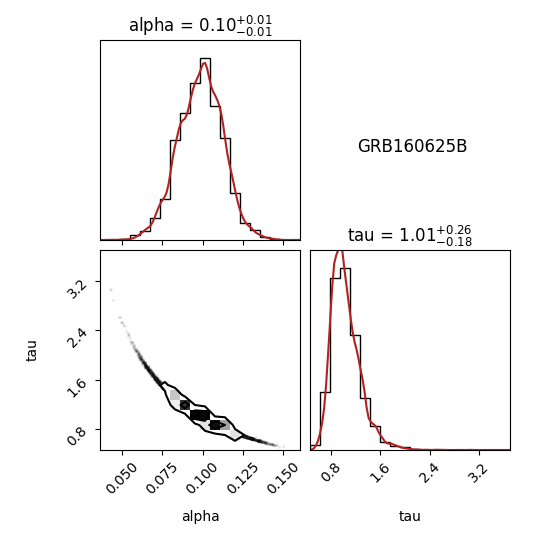 alpha = 0.10+0.01−0.01
GRB160625B
tau = 1.01+0.26−0.18
tau
3.2
2.4
1.6
0.8
0.050 0.075 0.100 0.125 0.150
0.8 1.6 2.4 3.2
alpha
tau